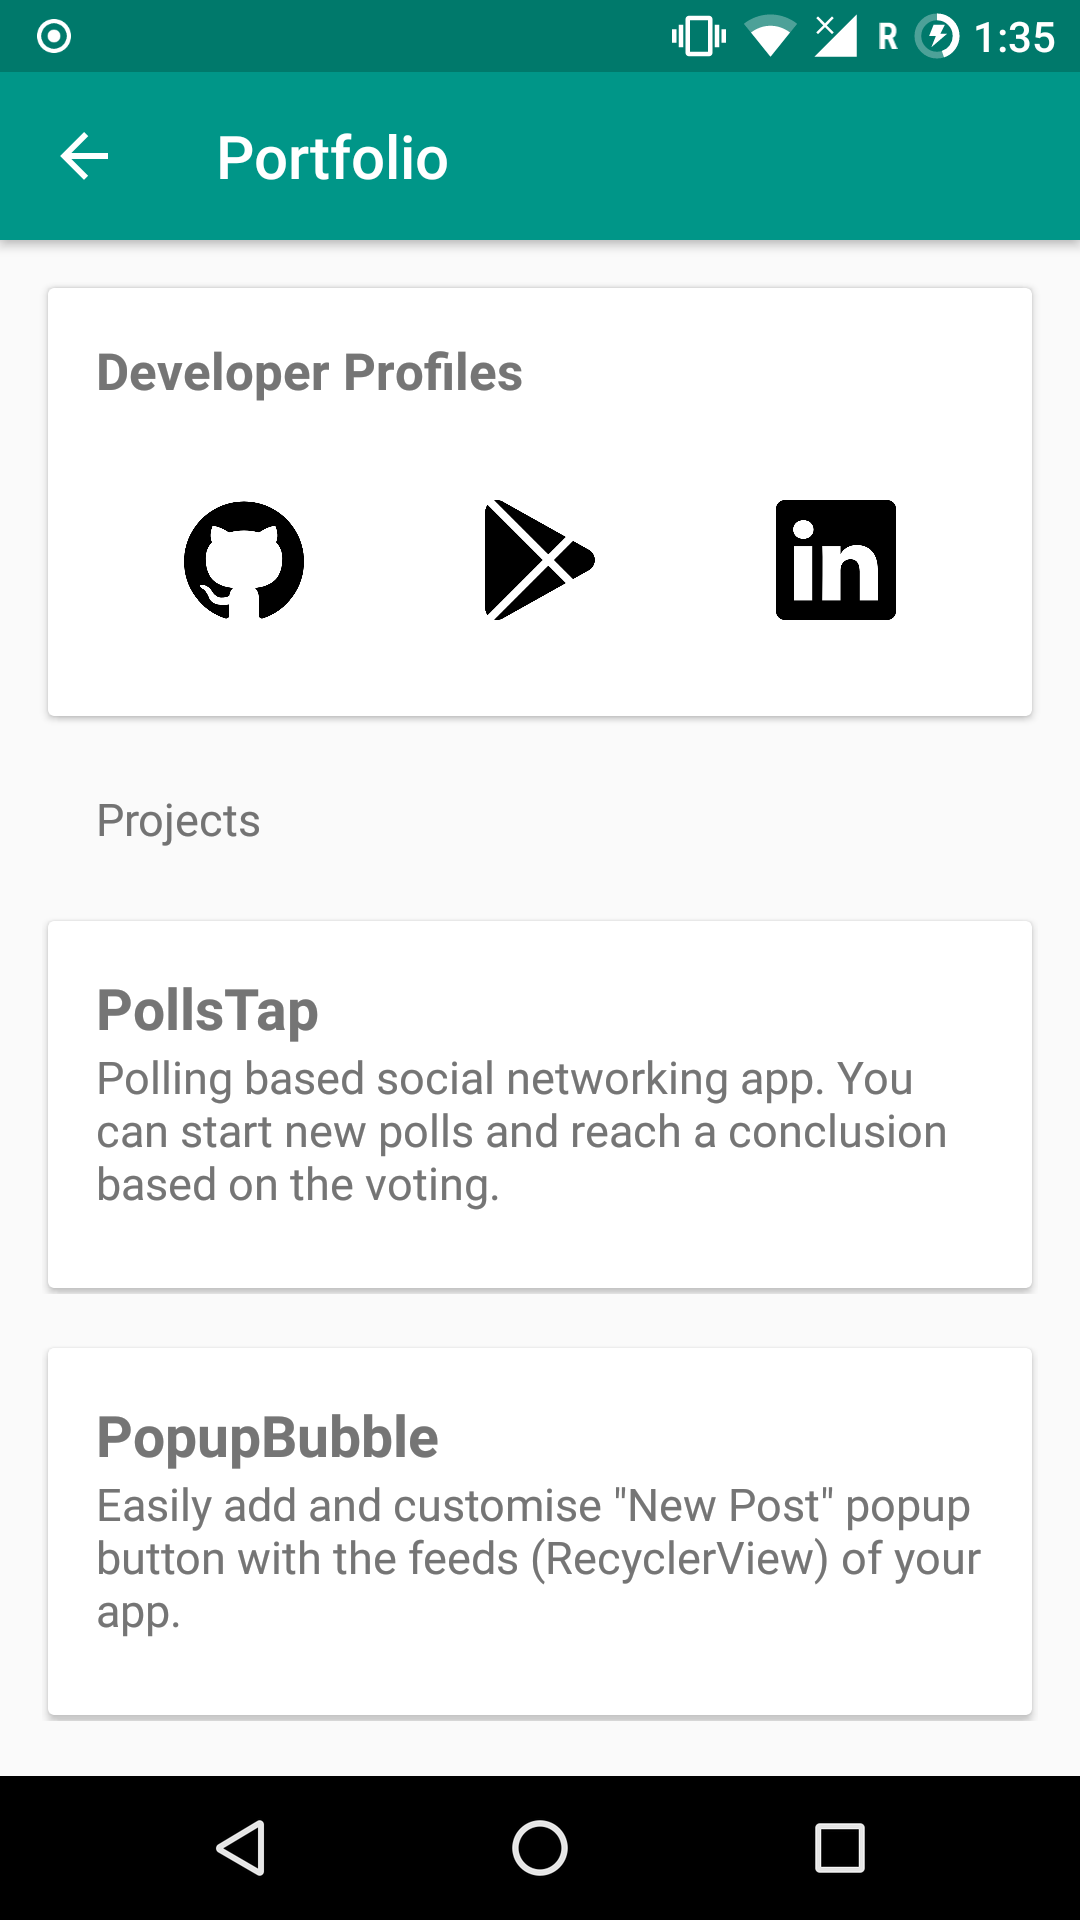 R 1:35
Portfolio
Developer Profiles
in
Projects
PollsTap
Polling based social networking app. You
can start new polls and reach a conclusion
based on the voting.
PopupBubble
Easily add and customise "New Post" popup
button with the feeds (RecyclerView) of your
app.